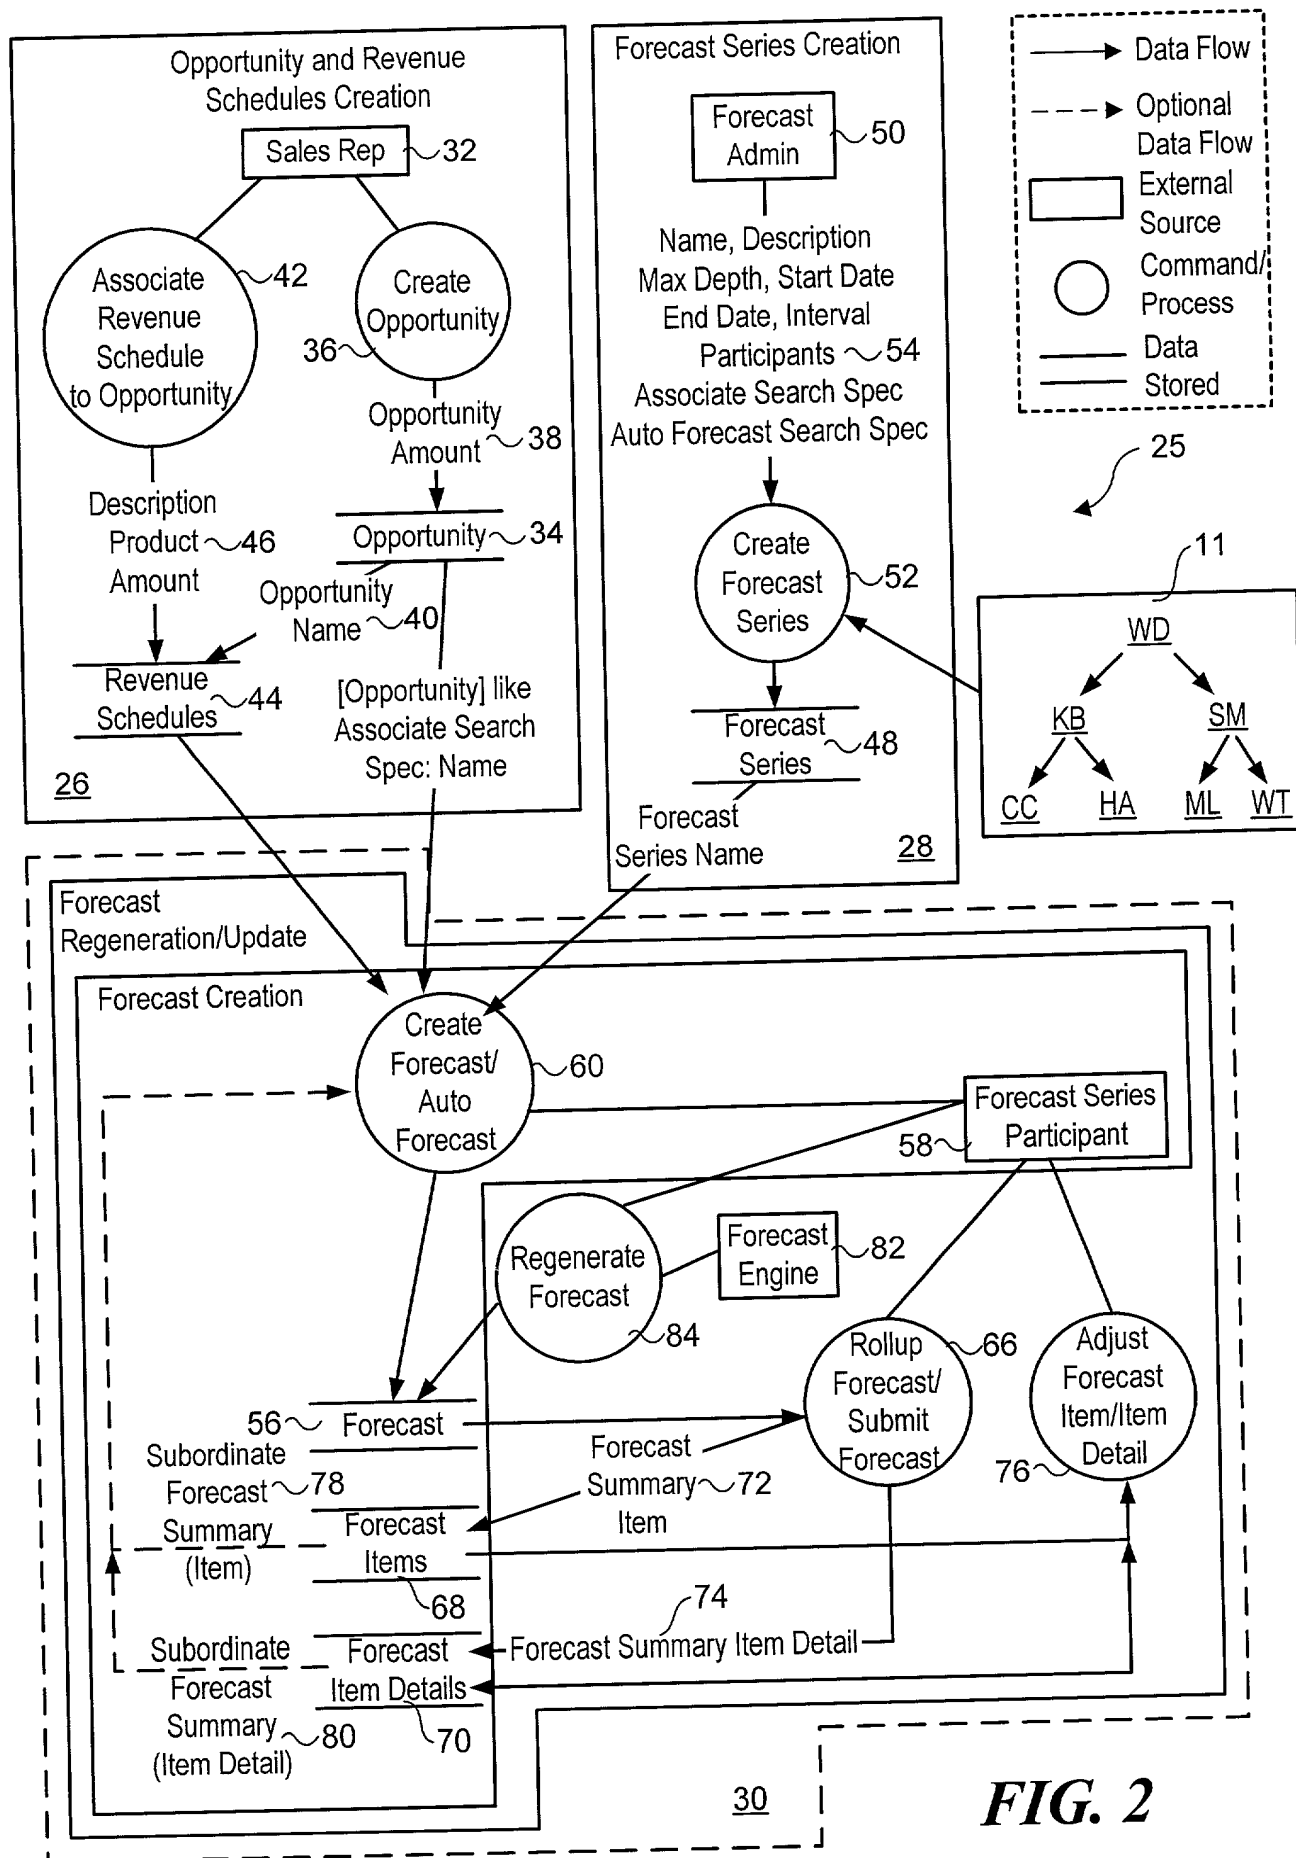 Opportunity and Revenue
Schedules Creation
Sales Rep
32
Associate
Revenue
Schedule
to Opportunity
42
Create
Opportunity
36
Opportunity
Amount
38
Description
Product
Amount
46
Opportunity
34
Opportunity
Name
40
Revenue
Schedules
44
[Opportunity] like
Associate Search
Spec: Name
26
Forecast Series Creation
Forecast
Admin
50
Name, Description
Max Depth, Start Date
End Date, Interval
Participants
54
Associate Search Spec
Auto Forecast Search Spec
Create
Forecast
Series
52
Forecast
Series
48
Forecast
Series Name
28
Data Flow
Optional
Data Flow
External
Source
Command/
Process
Data
Stored
25
11
WD
KB
SM
CC
HA
ML
WT
Forecast
Regeneration/Update
Forecast Creation
Create
Forecast/
Auto
Forecast
60
Forecast Series
Participant
58
Regenerate
Forecast
84
Forecast
Engine
82
Rollup
Forecast/
Submit
Forecast
66
Adjust
Forecast
Item/Item
Detail
76
56
Forecast
Subordinate
Forecast
Summary
(Item)
78
Forecast
Summary
Item
72
Forecast
Items
68
74
Forecast Summary Item Detail
Subordinate
Forecast
Summary
(Item Detail)
80
Forecast
Item Details
70
30
FIG. 2